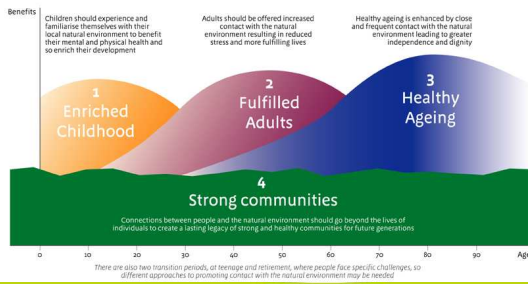 Benefits
Children should experience and
familiarise themselves with their
local natural environment to benefit
their mental and physical health and
so enrich their development
Adults should be offered increased
contact with the natural
environment resulting in reduced
stress and more fulfilling lives
Healthy ageing is enhanced by close
and frequent contact with the natural
environment leading to greater
independence and dignity
1
Enriched
Childhood
2
Fulfilled
Adults
3
Healthy
Ageing
4
Strong communities
Connections between people and the natural environment should go beyond the lives of
individuals to create a lasting legacy of strong and healthy communities for future generations
0 10 20 30 40 50 60 70 80 90 Age
There are also two transition periods, at teenage and retirement, where people face specific challenges, so
different approaches to promoting contact with the natural environment may be needed